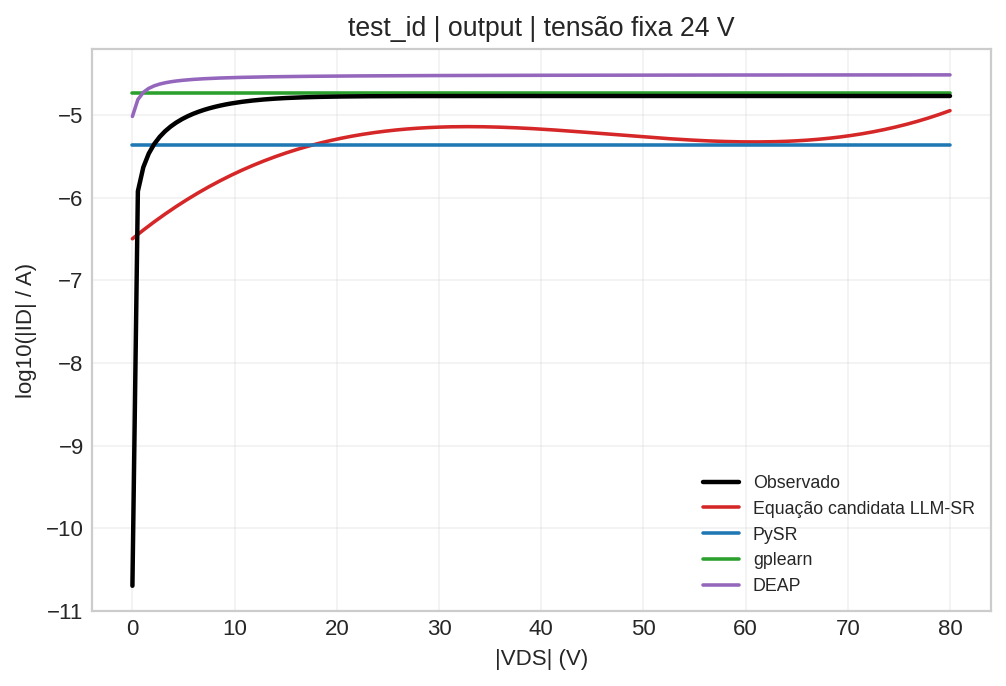 test_id | output | tensão fixa 24 V
log10(|ID| / A)
−5
−6
−7
−8
−9
−10
−11
0 10 20 30 40 50 60 70 80
|VDS| (V)
Observado
Equação candidata LLM-SR
PySR
gplearn
DEAP